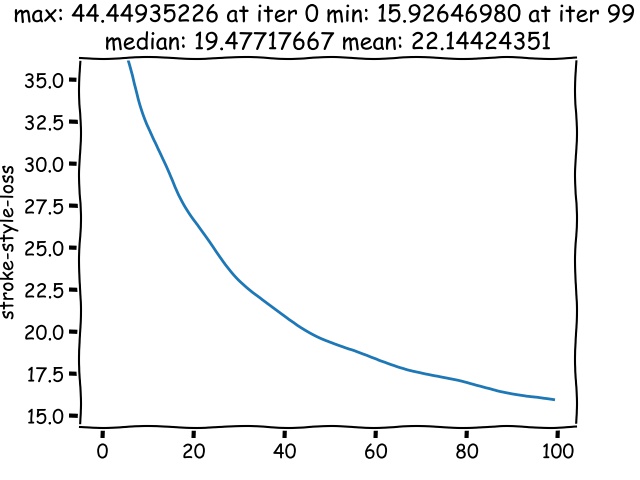 max: 44.44935226 at iter 0 min: 15.92646980 at iter 99
median: 19.47717667 mean: 22.14424351
stroke-style-loss
35.0
32.5
30.0
27.5
25.0
22.5
20.0
17.5
15.0
0 20 40 60 80 100